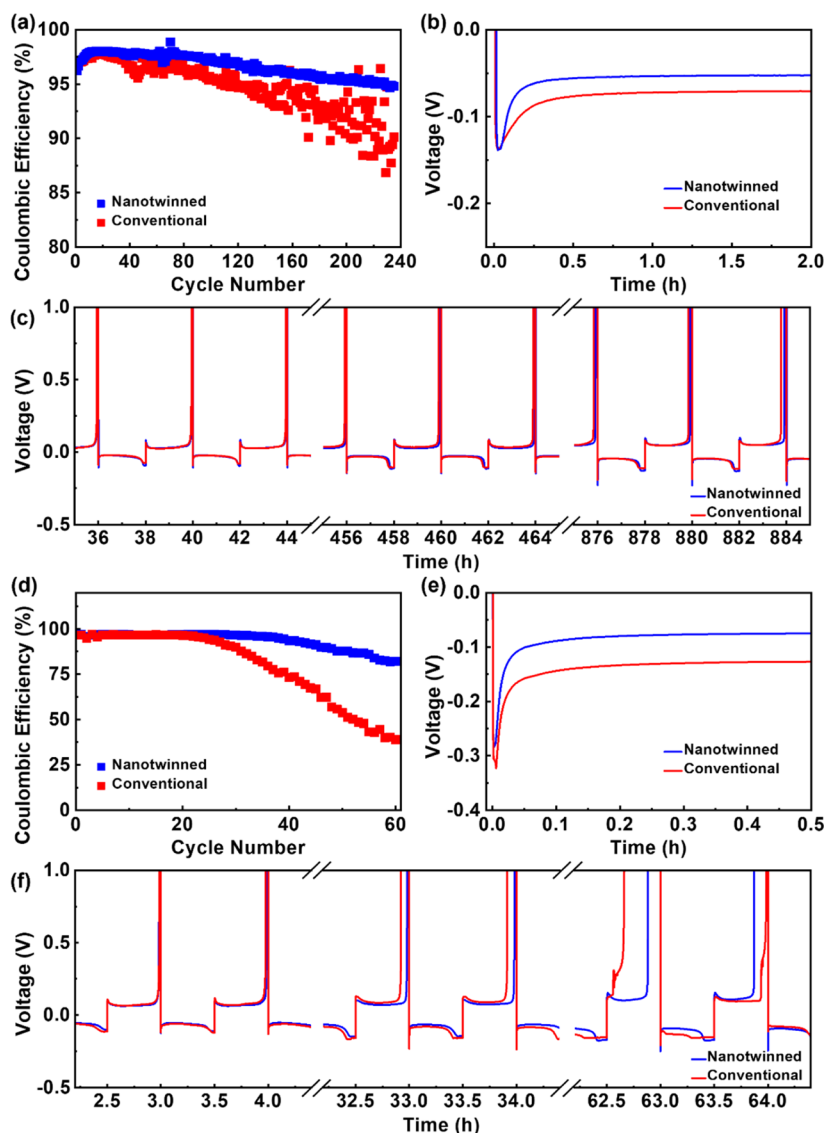 (a)
100
95
90
85
80
Coulombic Efficiency (%)
Nanotwinned
Conventional
0 40 80 120 160 200 240
Cycle Number
(b)
0.0
-0.1
-0.2
Voltage (V)
Nanotwinned
Conventional
0.0 0.5 1.0 1.5 2.0
Time (h)
(c)
1.0
0.5
0.0
-0.5
Voltage (V)
Nanotwinned
Conventional
36 38 40 42 44 456 458 460 462 464 876 878 880 882 884
Time (h)
(d)
100
75
50
25
0
Coulombic Efficiency (%)
Nanotwinned
Conventional
0 20 40 60
Cycle Number
(e)
0.0
-0.1
-0.2
-0.3
-0.4
Voltage (V)
Nanotwinned
Conventional
0.0 0.1 0.2 0.3 0.4 0.5
Time (h)
(f)
1.0
0.5
0.0
-0.5
Voltage (V)
Nanotwinned
Conventional
2.5 3.0 3.5 4.0 32.5 33.0 33.5 34.0 62.5 63.0 63.5 64.0
Time (h)